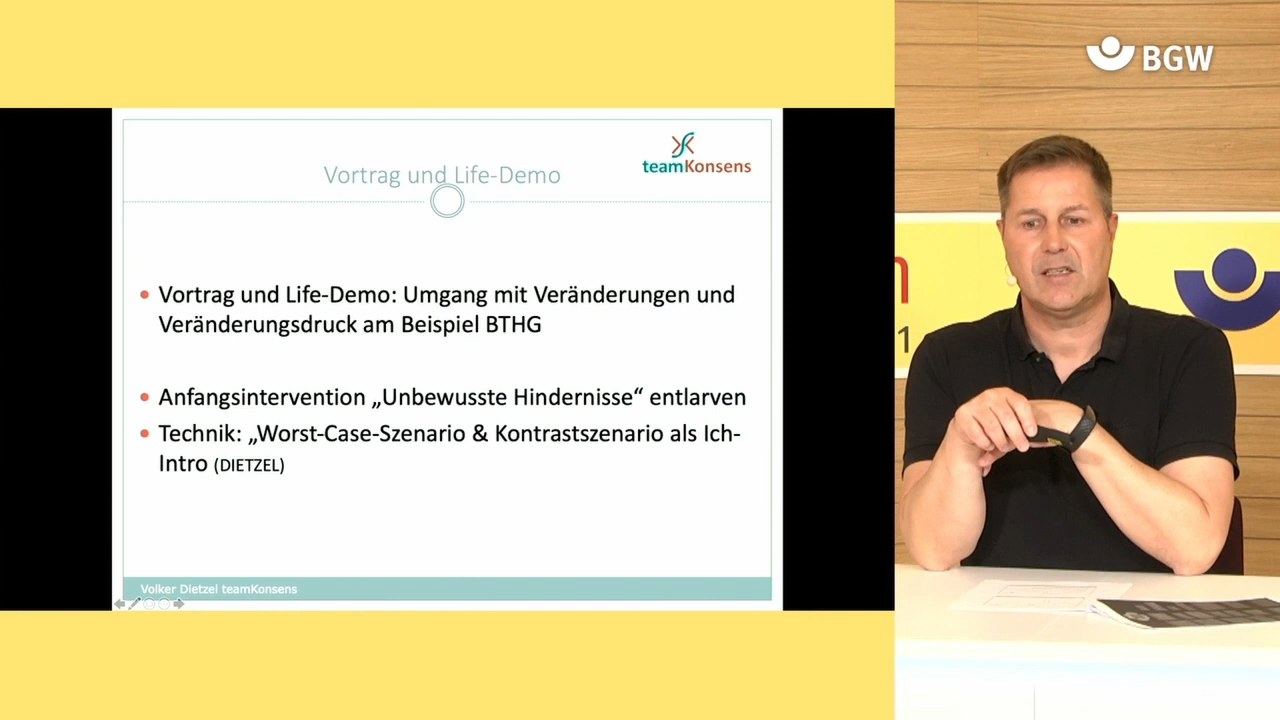 BGW
teamKonsens
Vortrag und Life-Demo
Vortrag und Life-Demo: Umgang mit Veränderungen und
Veränderungsdruck am Beispiel BTHG
Anfangsintervention „Unbewusste Hindernisse“ entlarven
Technik: „Worst-Case-Szenario & Kontrastszenario als Ich-
Intro (DIETZEL)
Volker Dietzel teamKonsens
1